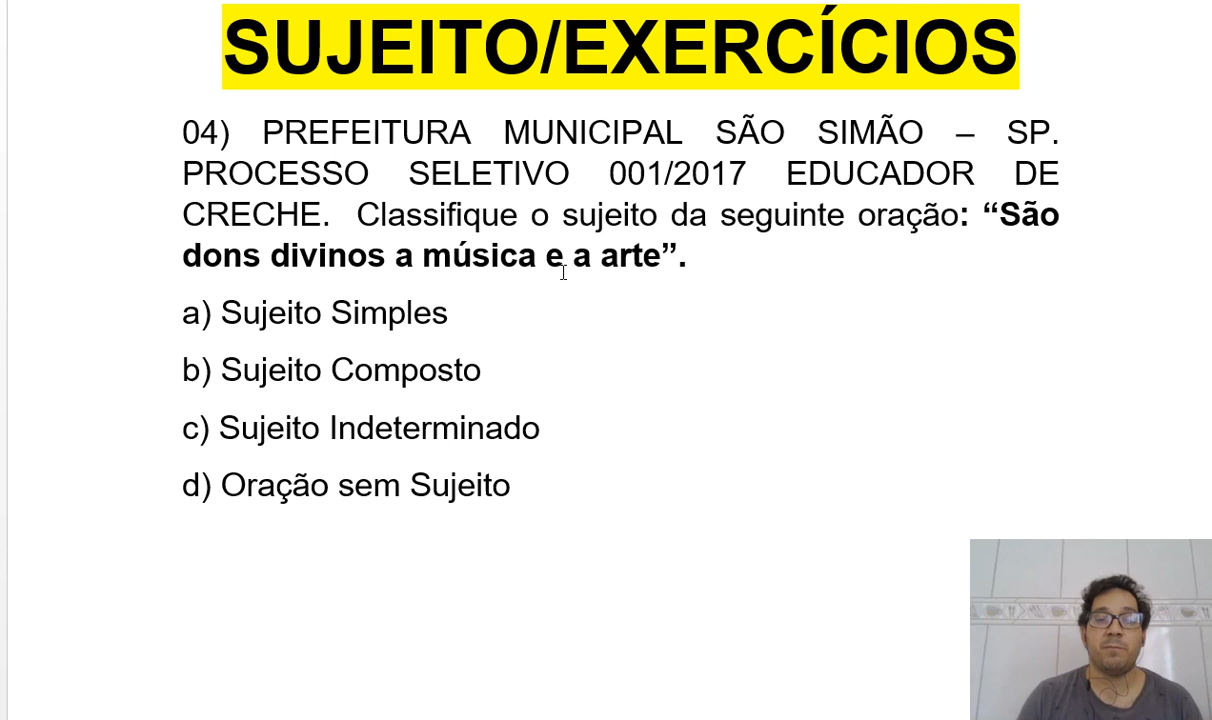 SUJEITO/EXERCÍCIOS
04) PREFEITURA MUNICIPAL SÃO SIMÃO – SP.
PROCESSO SELETIVO 001/2017 EDUCADOR DE
CRECHE. Classifique o sujeito da seguinte oração: “São
dons divinos a música e a arte”.
a) Sujeito Simples
b) Sujeito Composto
c) Sujeito Indeterminado
d) Oração sem Sujeito